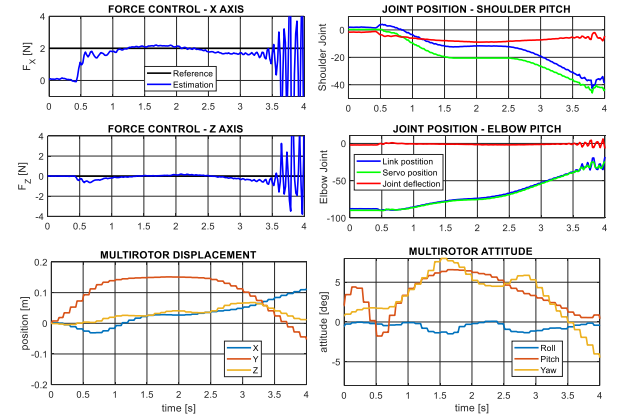 FORCE CONTROL - X AXIS
4
2
0
F_X [N]
Reference
Estimation
0 0.5 1 1.5 2 2.5 3 3.5 4
JOINT POSITION - SHOULDER PITCH
0
-20
-40
Shoulder Joint
0 0.5 1 1.5 2 2.5 3 3.5 4
FORCE CONTROL - Z AXIS
4
2
0
-2
-4
F_Z [N]
0 0.5 1 1.5 2 2.5 3 3.5 4
JOINT POSITION - ELBOW PITCH
0
-50
-100
Elbow Joint
Link postition
Servo position
Joint deflection
0 0.5 1 1.5 2 2.5 3 3.5 4
MULTIROTOR DISPLACEMENT
0.2
0.1
0
-0.1
-0.2
position [m]
X
Y
Z
0 0.5 1 1.5 2 2.5 3 3.5 4
time [s]
MULTIROTOR ATTITUDE
5
0
-5
attitude [deg]
Roll
Pitch
Yaw
0 0.5 1 1.5 2 2.5 3 3.5 4
time [s]